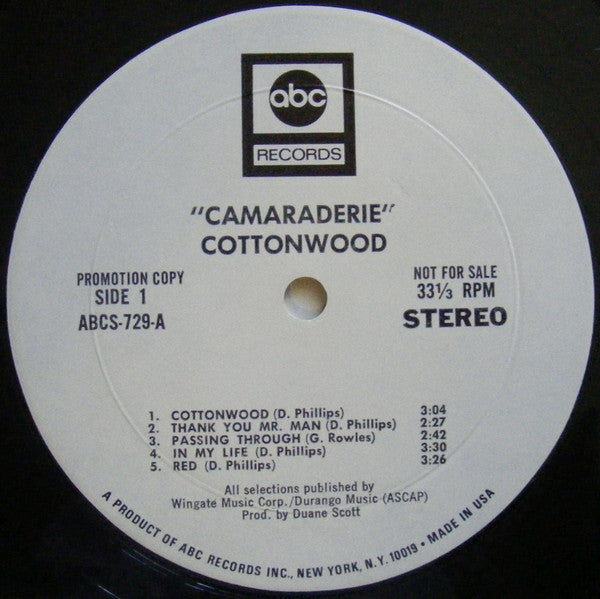 abc
RECORDS
"CAMARADERIE"
COTTONWOOD
PROMOTION COPY
SIDE 1
ABCS-729-A
NOT FOR SALE
33⅓ RPM
STEREO
1. COTTONWOOD (D. Phillips) 3:04
2. THANK YOU MR. MAN (D. Phillips) 2:27
3. PASSING THROUGH (G. Rowles) 2:42
4. IN MY LIFE (D. Phillips) 3:30
5. RED (D. Phillips) 3:26
All selections published by
Wingate Music Corp./Durango Music (ASCAP)
Prod. by Duane Scott
A PRODUCT OF ABC RECORDS INC., NEW YORK, N.Y. 10019 • MADE IN USA